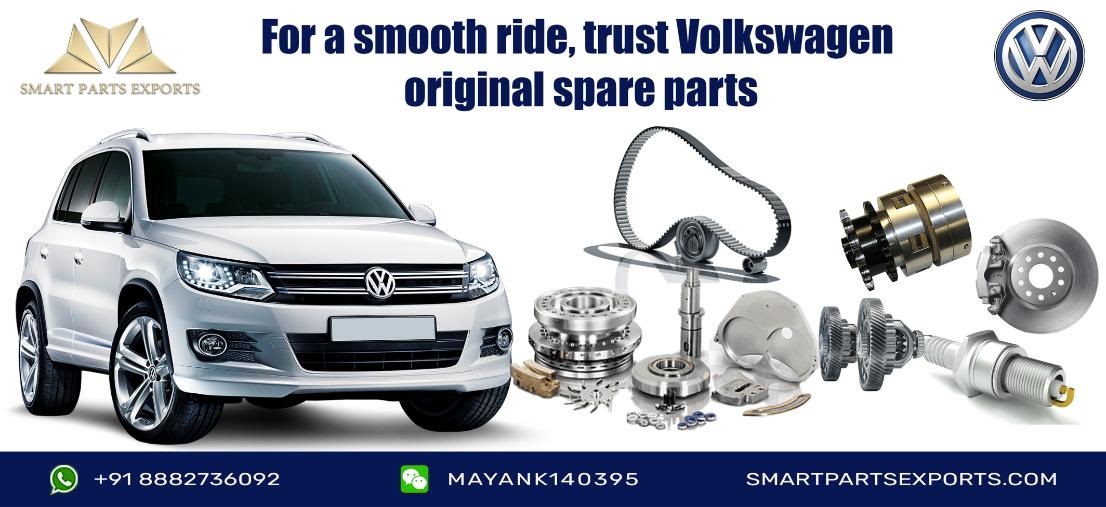 SMART PARTS EXPORTS
For a smooth ride, trust Volkswagen
original spare parts
+91 8882736092
MAYANK140395
SMARTPARTSEXPORTS.COM